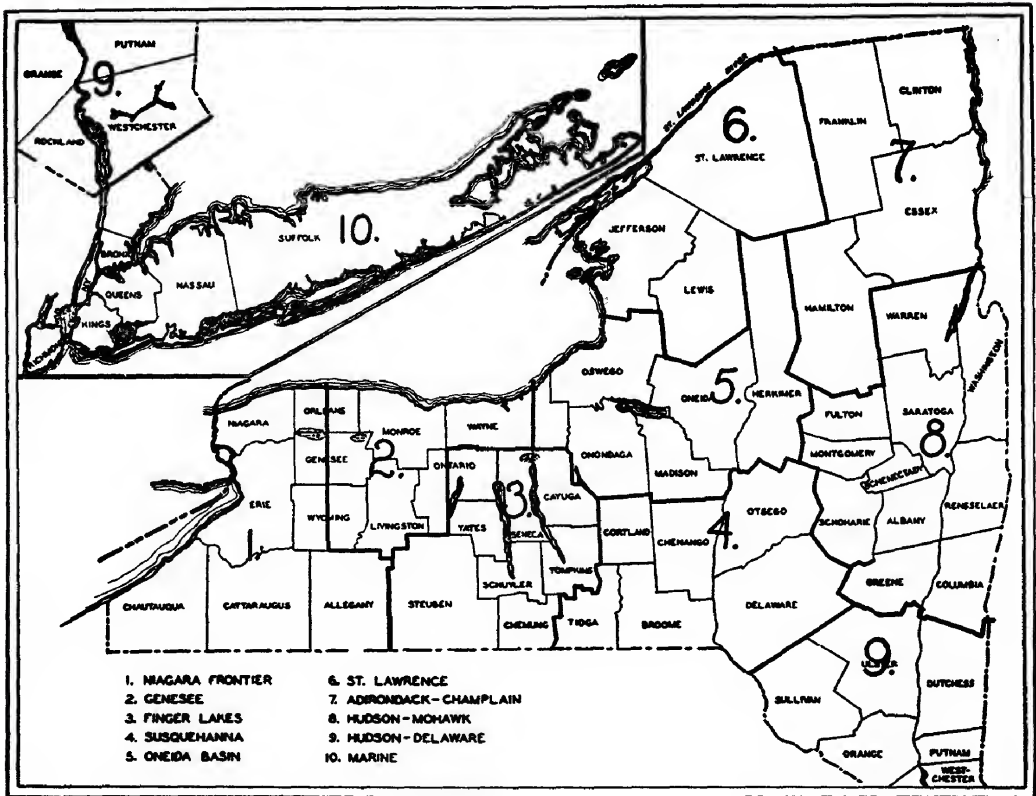 PUTNAM
ORANGE
9.
WESTCHESTER
ROCKLAND
BRONX
QUEENS
NASSAU
SUFFOLK
10.
KINGS
RICHMOND
ST. LAWRENCE RIVER
6.
ST. LAWRENCE
FRANKLIN
CLINTON
7.
ESSEX
JEFFERSON
LEWIS
HAMILTON
WARREN
WASHINGTON
OSWEGO
ONEIDA
5.
HERKIMER
FULTON
SARATOGA
8.
NIAGARA
ORLEANS
MONROE
WAYNE
GENESEE
2.
ONTARIO
ONONDAGA
MADISON
MONTGOMERY
SCHENECTADY
RENSSELAER
ERIE
1.
WYOMING
LIVINGSTON
YATES
3.
SENECA
CAYUGA
CORTLAND
CHENANGO
4.
OTSEGO
SCHOHARIE
ALBANY
CHAUTAUQUA
CATTARAUGUS
ALLEGANY
STEUBEN
SCHUYLER
TOMPKINS
CHEMUNG
TIOGA
BROOME
DELAWARE
GREENE
COLUMBIA
9.
ULSTER
SULLIVAN
DUTCHESS
ORANGE
PUTNAM
WEST-
CHESTER
1. NIAGARA FRONTIER
2. GENESEE
3. FINGER LAKES
4. SUSQUEHANNA
5. ONEIDA BASIN
6. ST. LAWRENCE
7. ADIRONDACK-CHAMPLAIN
8. HUDSON-MOHAWK
9. HUDSON-DELAWARE
10. MARINE